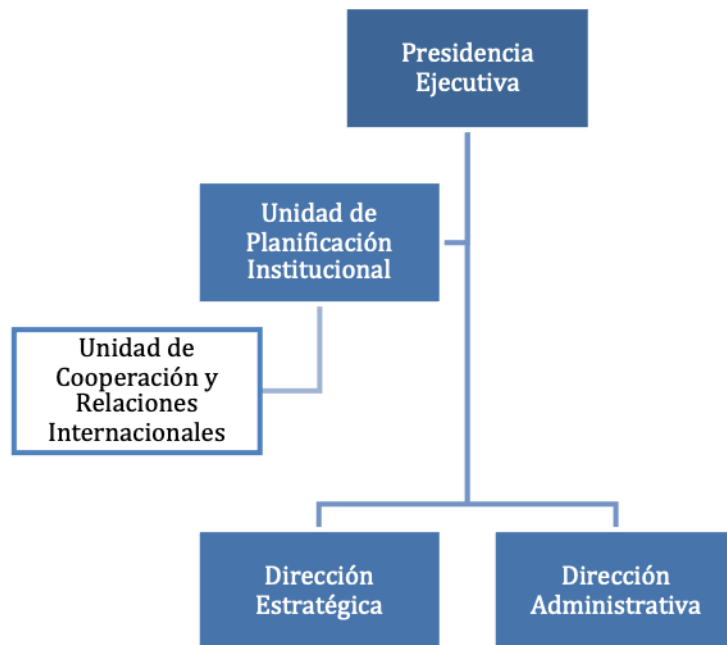 Presidencia
Ejecutiva
Unidad de
Planificación
Institucional
Unidad de
Cooperación y
Relaciones
Internacionales
Dirección
Estratégica
Dirección
Administrativa